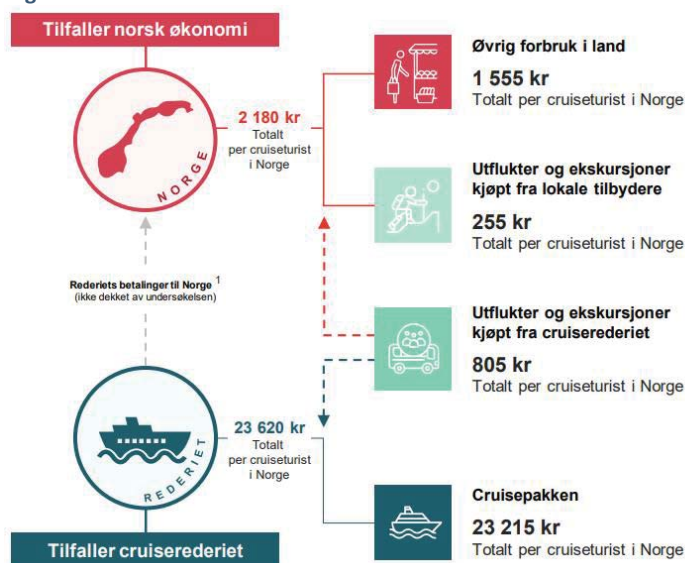 Tilfaller norsk økonomi
NORGE
2 180 kr
Totalt
per cruiseturist
i Norge
Øvrig forbruk i land
1 555 kr
Totalt per cruiseturist i Norge
Utflukter og ekskursjoner
kjøpt fra lokale tilbydere
255 kr
Totalt per cruiseturist i Norge
Rederiets betalinger til Norge 1
(ikke dekket av undersøkelsen)
Utflukter og ekskursjoner
kjøpt fra cruiserederiet
805 kr
Totalt per cruiseturist i Norge
23 620 kr
Totalt
per cruiseturist
i Norge
REDERIET
Cruisepakken
23 215 kr
Totalt per cruiseturist i Norge
Tilfaller cruiserederiet